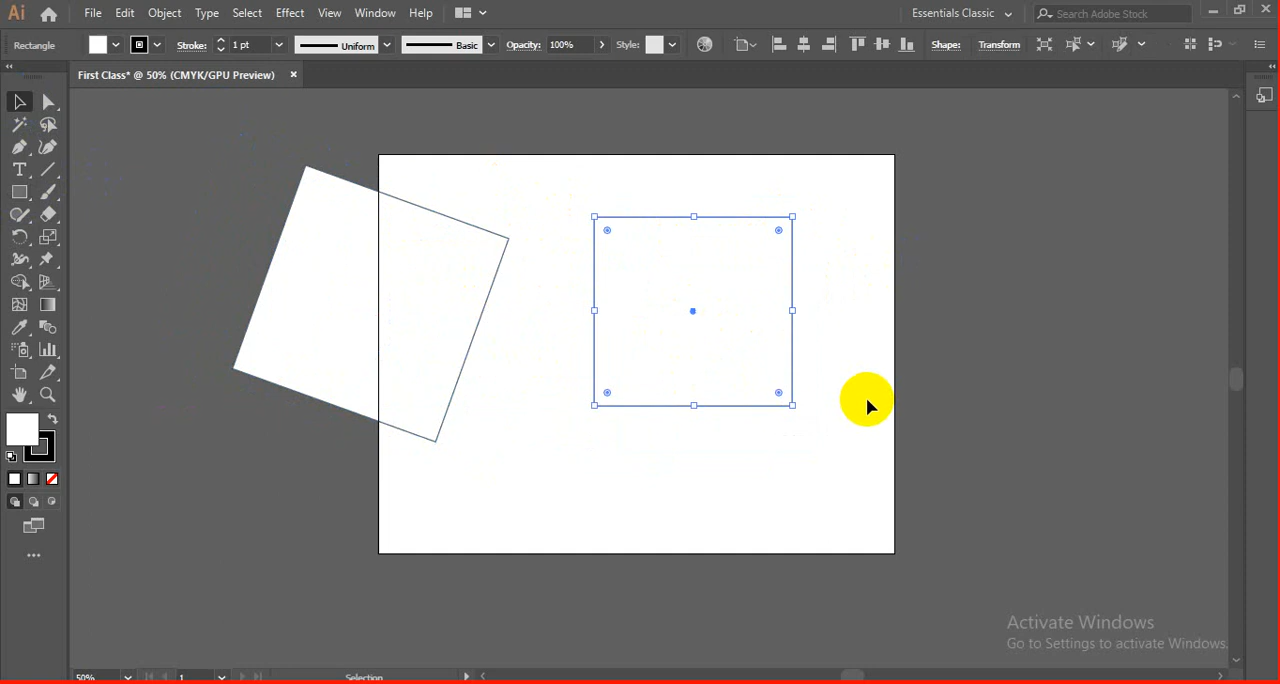 Ai File Edit Object Type Select Effect View Window Help Essentials Classic Search Adobe Stock
Rectangle Stroke: 1 pt Uniform Basic Opacity: 100% Style: Shape: Transform
First Class* @ 50% (CMYK/GPU Preview) ×
Activate Windows
Go to Settings to activate Windows.
50% 1 Selection